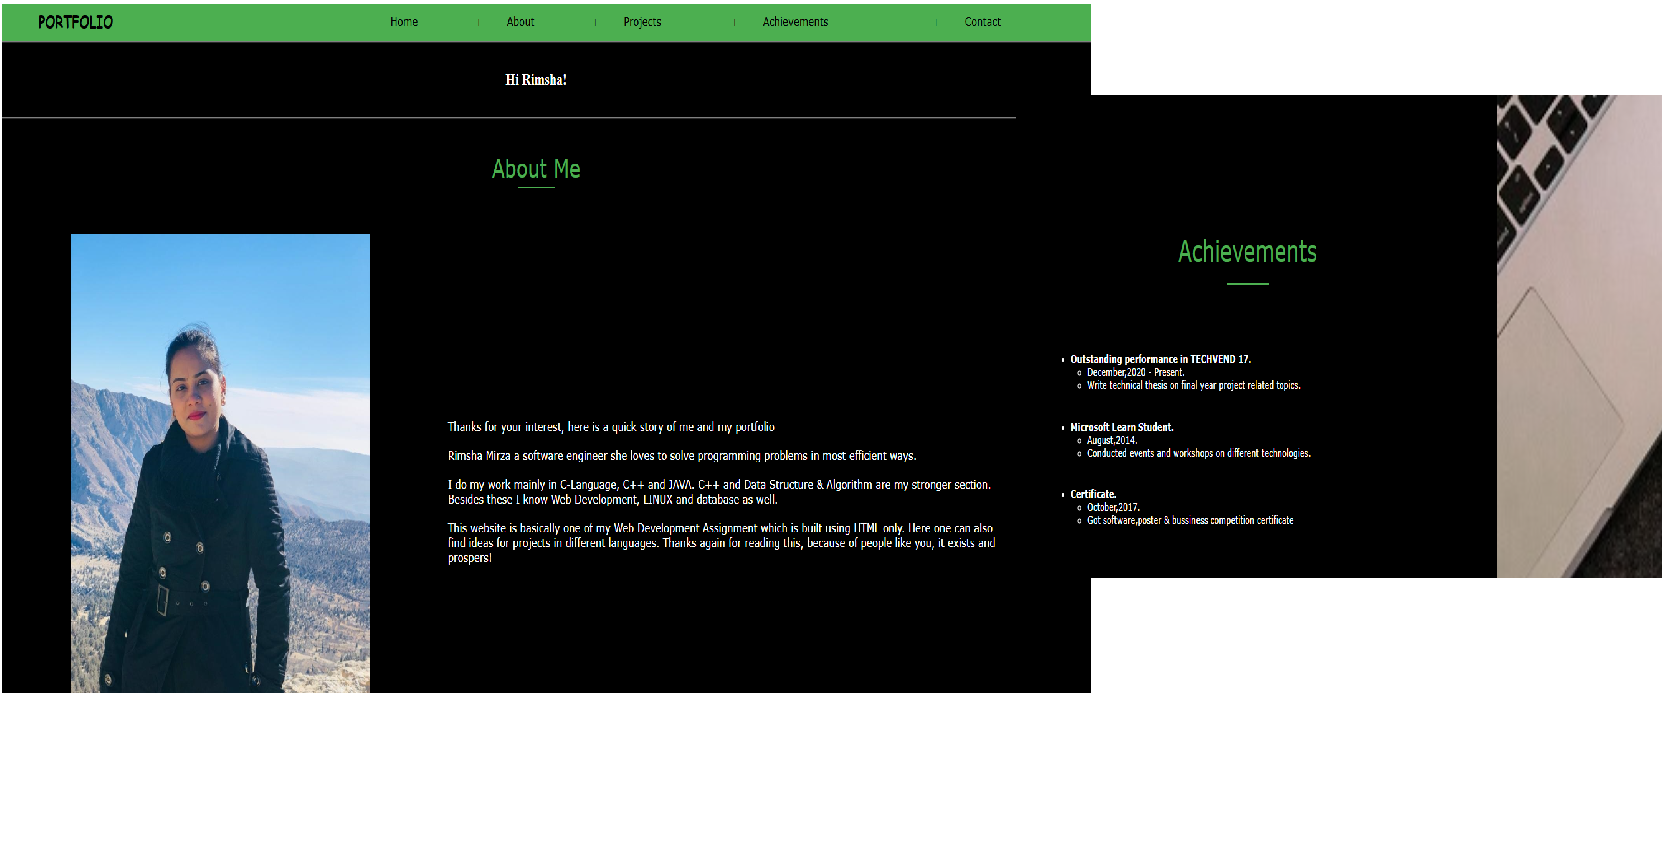 PORTFOLIO
Home | About | Projects | Achievements | Contact
Hi Rimsha!
About Me
Thanks for your interest, here is a quick story of me and my portfolio
Rimsha Mirza a software engineer she loves to solve programming problems in most efficient ways.
I do my work mainly in C-Language, C++ and JAVA. C++ and Data Structure & Algorithm are my stronger section.
Besides these I know Web Development, LINUX and database as well.
This website is basically one of my Web Development Assignment which is built using HTML only. Here one can also
find ideas for projects in different languages. Thanks again for reading this, because of people like you, it exists and
prospers!
Achievements
Outstanding performance in TECHVEND 17.
December,2020 - Present.
Write technical thesis on final year project related topics.
Microsoft Learn Student.
August,2014.
Conducted events and workshops on different technologies.
Certificate.
October,2017.
Got software,poster & bussiness competition certificate